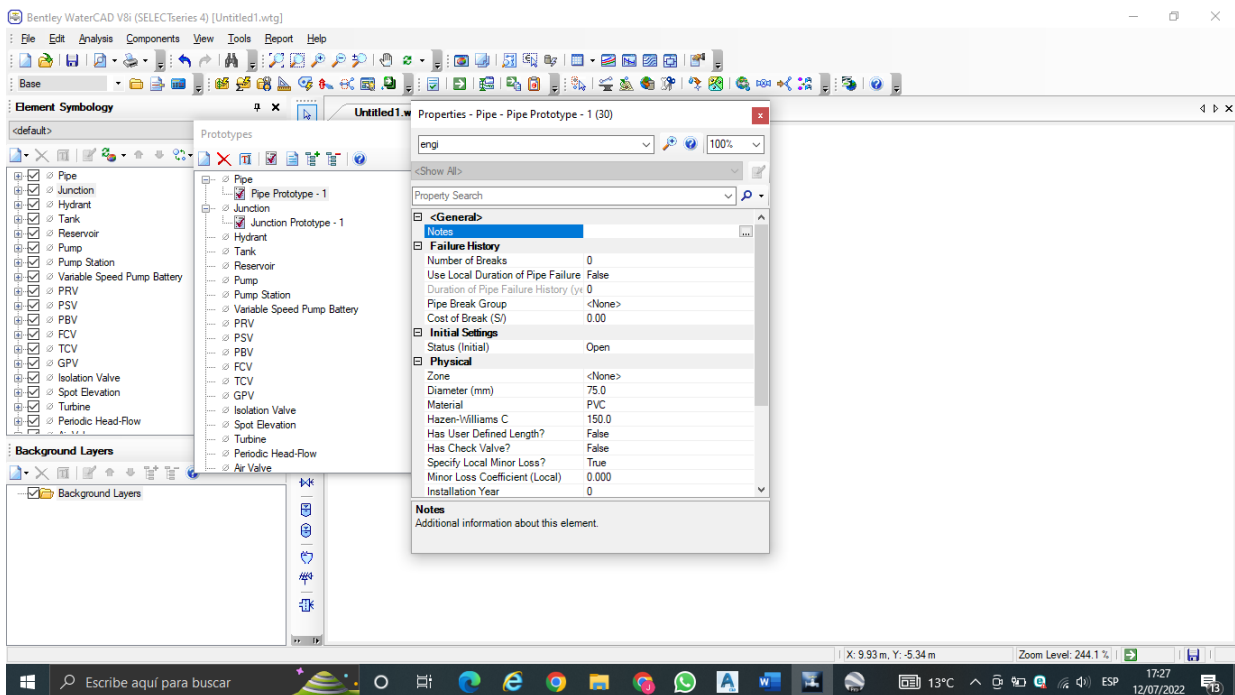 Bentley WaterCAD V8i (SELECTseries 4) [Untitled1.wtg]
File Edit Analysis Components View Tools Report Help
Base
Element Symbology
<default>
Pipe
Junction
Hydrant
Tank
Reservoir
Pump
Pump Station
Variable Speed Pump Battery
PRV
PSV
PBV
FCV
TCV
GPV
Isolation Valve
Spot Elevation
Turbine
Periodic Head-Flow
Background Layers
Background Layers
Prototypes
Pipe
Pipe Prototype - 1
Junction
Junction Prototype - 1
Hydrant
Tank
Reservoir
Pump
Pump Station
Variable Speed Pump Battery
PRV
PSV
PBV
FCV
TCV
GPV
Isolation Valve
Spot Elevation
Turbine
Periodic Head-Flow
Air Valve
Untitled1.w
Properties - Pipe - Pipe Prototype - 1 (30)
engi 100%
<Show All>
Property Search
<General>
Notes
Failure History
Number of Breaks 0
Use Local Duration of Pipe Failure False
Duration of Pipe Failure History (ye 0
Pipe Break Group <None>
Cost of Break (S/) 0.00
Initial Settings
Status (Initial) Open
Physical
Zone <None>
Diameter (mm) 75.0
Material PVC
Hazen-Williams C 150.0
Has User Defined Length? False
Has Check Valve? False
Specify Local Minor Loss? True
Minor Loss Coefficient (Local) 0.000
Installation Year 0
Notes
Additional information about this element.
X: 9.93 m, Y: -5.34 m Zoom Level: 244.1 %
Escribe aquí para buscar
13°C ESP 17:27
12/07/2022
13